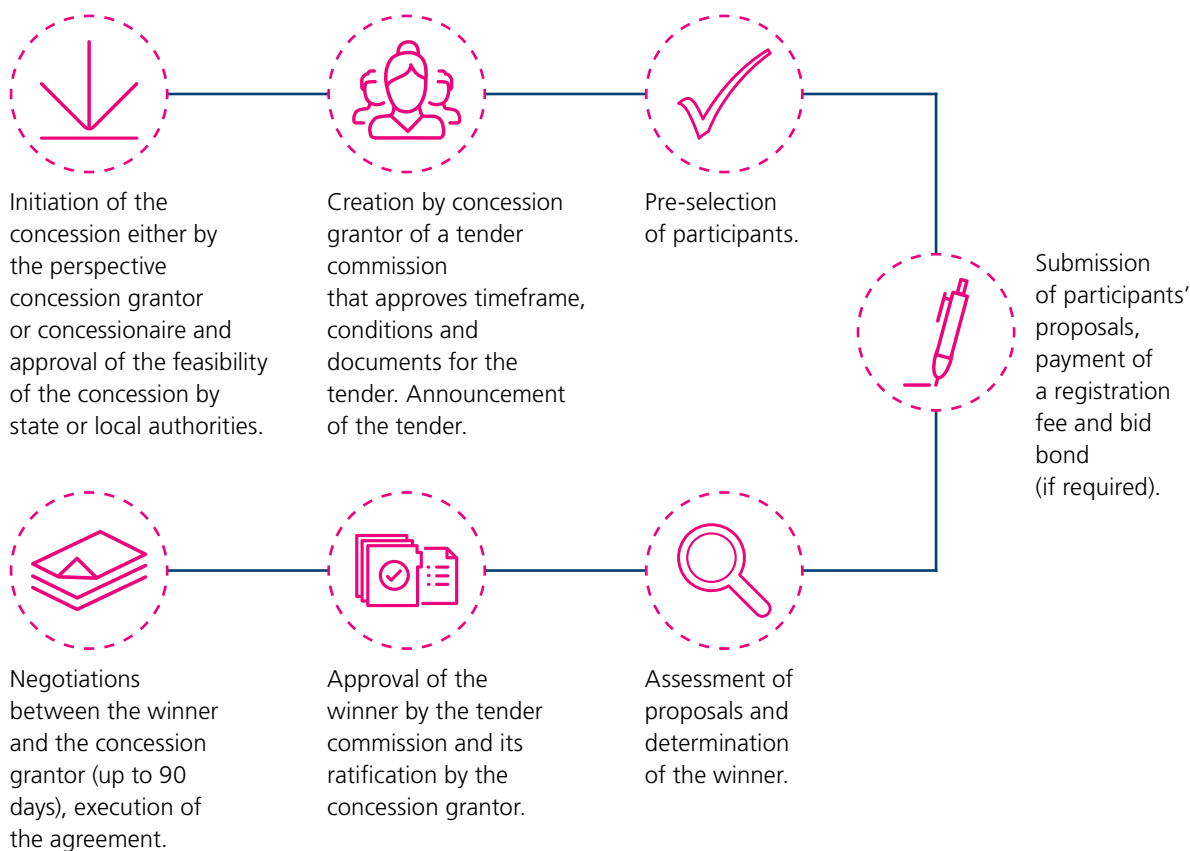 Initiation of the
concession either by
the perspective
concession grantor
or concessionaire and
approval of the feasibility
of the concession by
state or local authorities.
Creation by concession
grantor of a tender
commission
that approves timeframe,
conditions and
documents for the
tender. Announcement
of the tender.
Pre-selection
of participants.
Submission
of participants’
proposals,
payment of
a registration
fee and bid
bond
(if required).
Assessment of
proposals and
determination
of the winner.
Approval of the
winner by the tender
commission and its
ratification by the
concession grantor.
Negotiations
between the winner
and the concession
grantor (up to 90
days), execution of
the agreement.